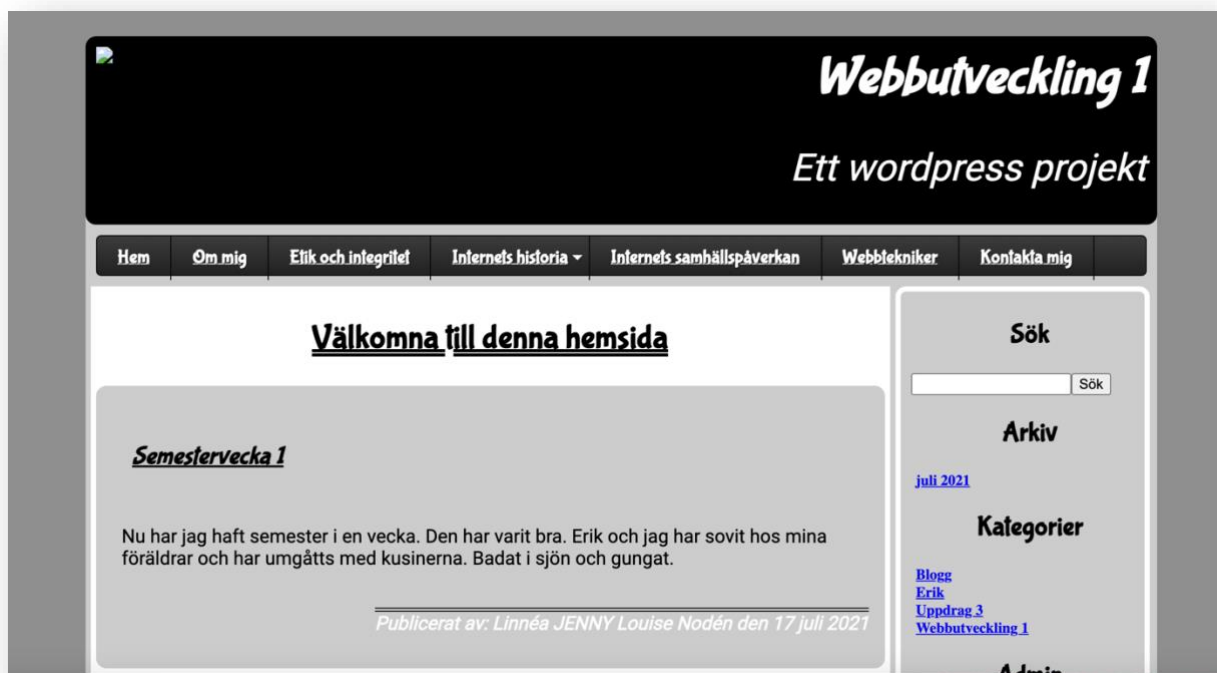 Webbutveckling 1
Ett wordpress projekt
Hem Om mig Etik och integritet Internets historia Internets samhällspåverkan Webbtekniker Kontakta mig
Välkomna till denna hemsida
Semestervecka 1
Nu har jag haft semester i en vecka. Den har varit bra. Erik och jag har sovit hos mina
föräldrar och har umgåtts med kusinerna. Badat i sjön och gungat.
Publicerat av: Linnéa JENNY Louise Nodén den 17 juli 2021
Sök
Sök
Arkiv
juli 2021
Kategorier
Blogg
Erik
Uppdrag 3
Webbutveckling 1
Admin